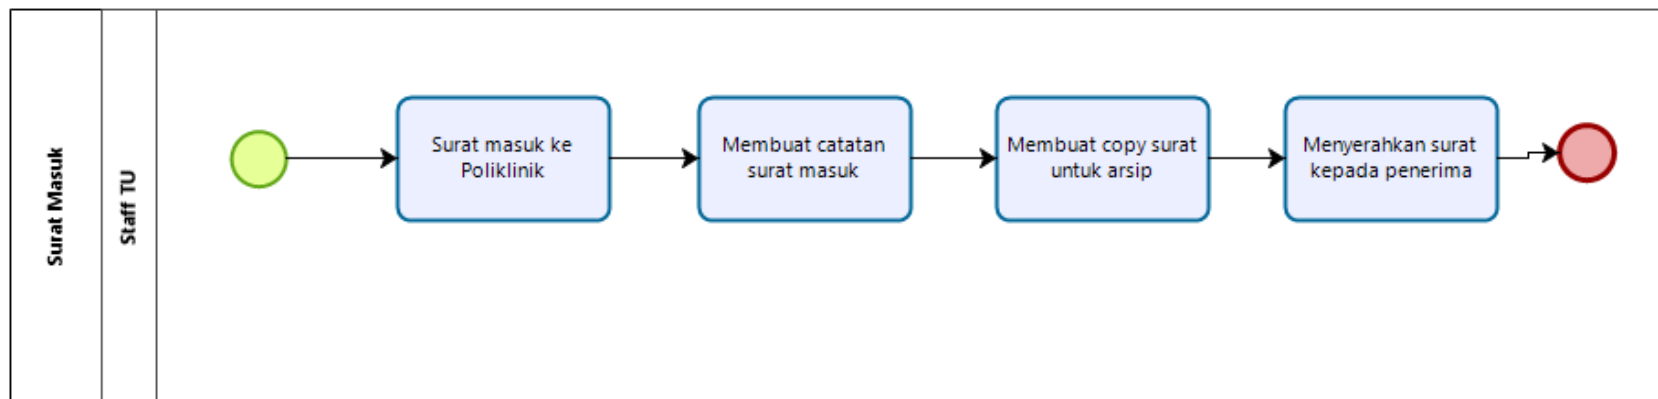 Surat Masuk
Staff TU
Surat masuk ke
Poliklinik
Membuat catatan
surat masuk
Membuat copy surat
untuk arsip
Menyerahkan surat
kepada penerima